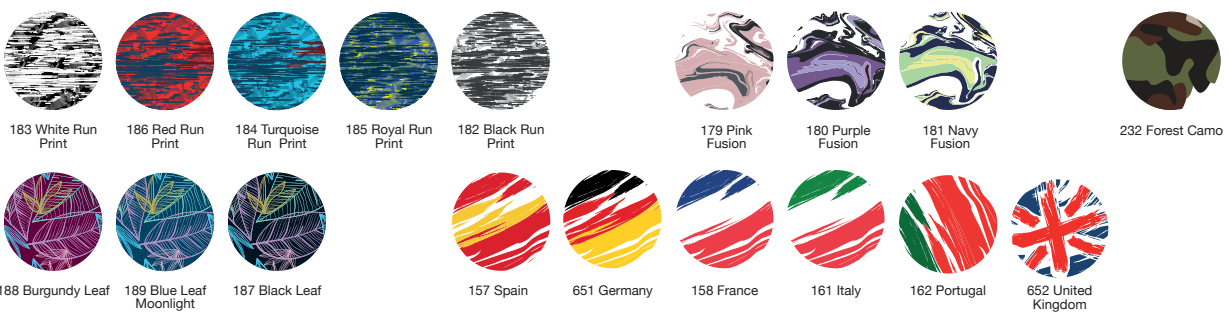 183 White Run
Print
186 Red Run
Print
184 Turquoise
Run Print
185 Royal Run
Print
182 Black Run
Print
179 Pink
Fusion
180 Purple
Fusion
181 Navy
Fusion
232 Forest Camo
188 Burgundy Leaf
189 Blue Leaf
Moonlight
187 Black Leaf
157 Spain
651 Germany
158 France
161 Italy
162 Portugal
652 United
Kingdom